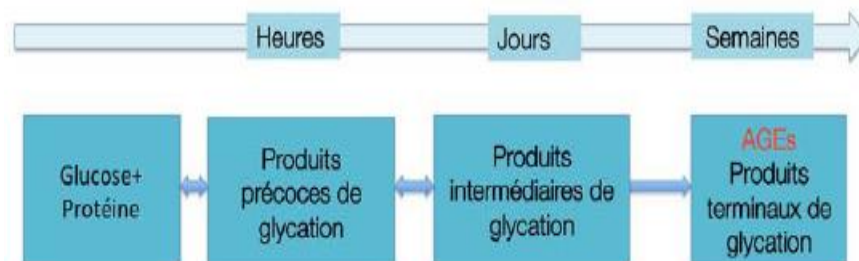 Heures
Jours
Semaines
Glucose+
Protéine
Produits
précoces de
glycation
Produits
intermédiaires de
glycation
AGEs
Produits
terminaux de
glycation